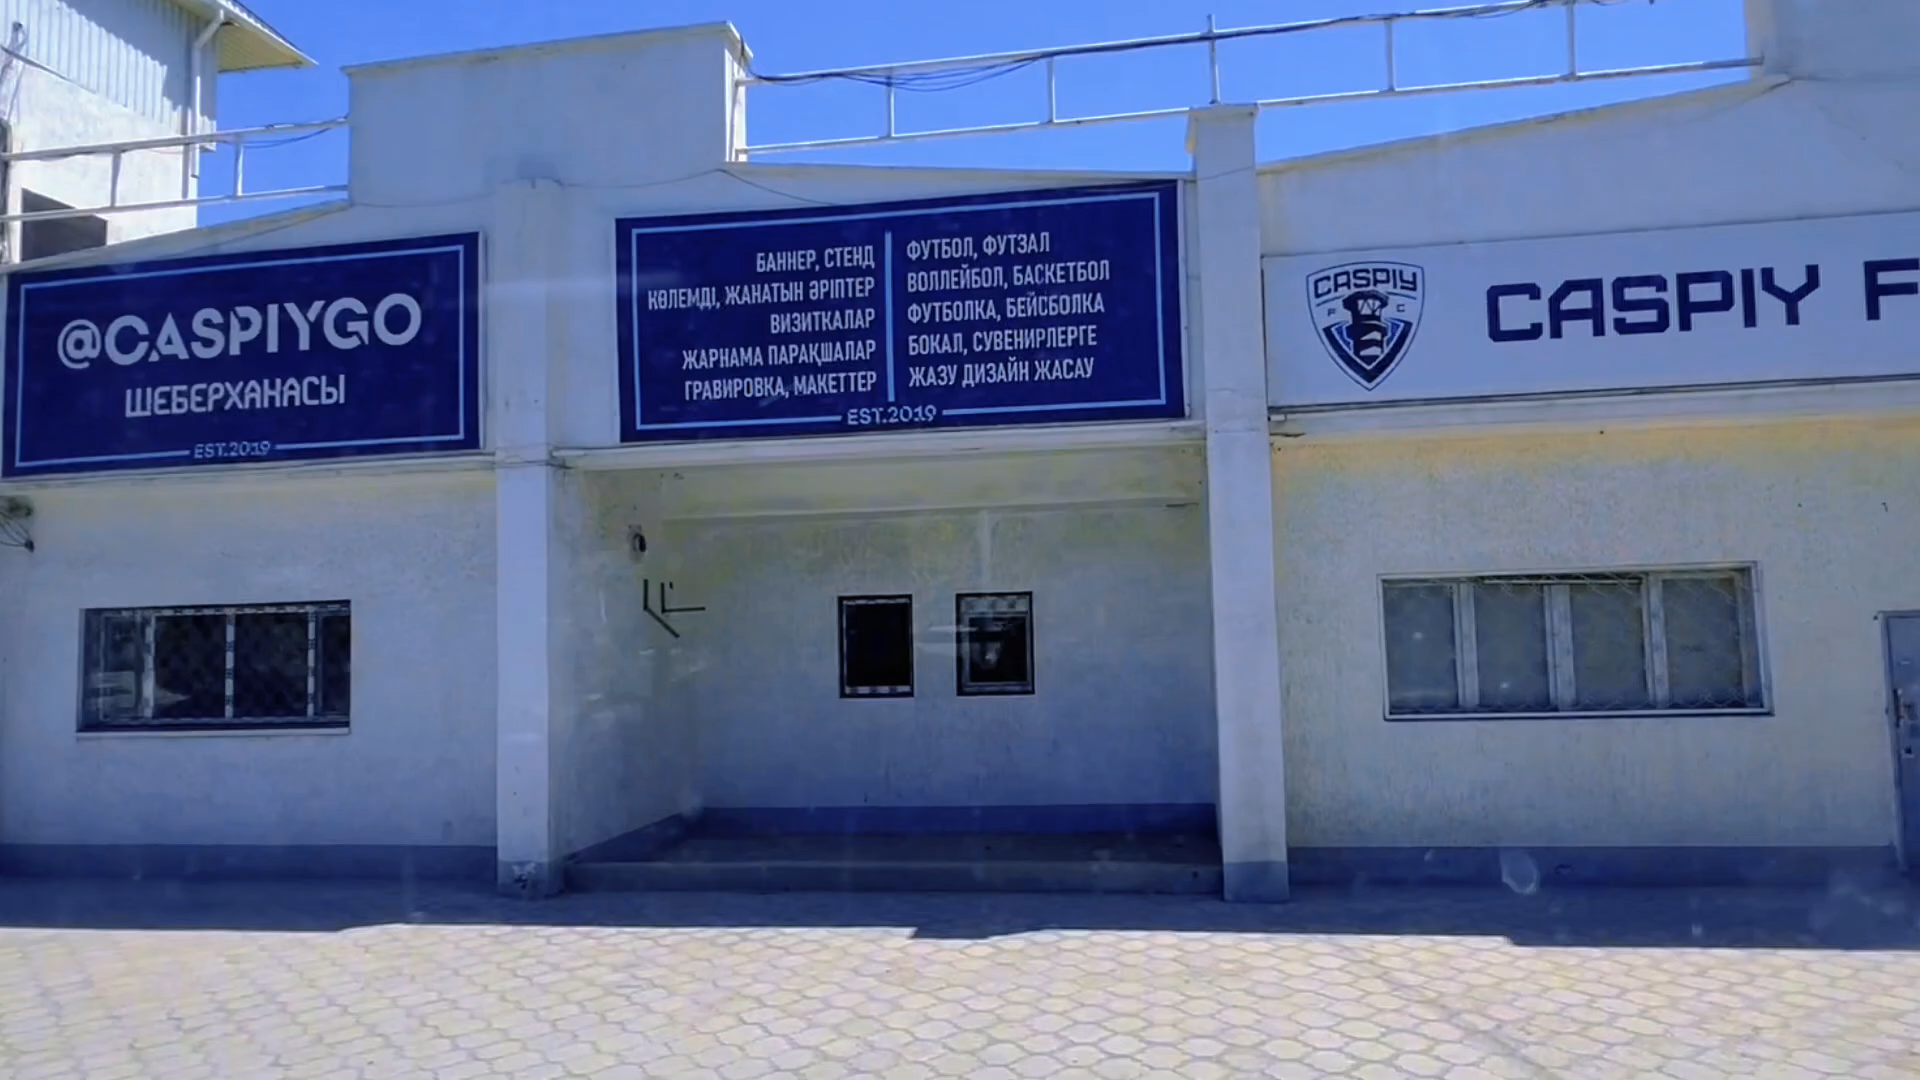 @CASPIYGO
ШЕБЕРХАНАСЫ
EST.2019
БАННЕР, СТЕНД
КӨЛЕМДІ, ЖАНАТЫН ӘРІПТЕР
ВИЗИТКАЛАР
ЖАРНАМА ПАРАҚШАЛАР
ГРАВИРОВКА, МАКЕТТЕР
ФУТБОЛ, ФУТЗАЛ
ВОЛЛЕЙБОЛ, БАСКЕТБОЛ
ФУТБОЛКА, БЕЙСБОЛКА
БОКАЛ, СУВЕНИРЛЕРГЕ
ЖАЗУ ДИЗАЙН ЖАСАУ
EST.2019
CASPIY
F C
CASPIY F